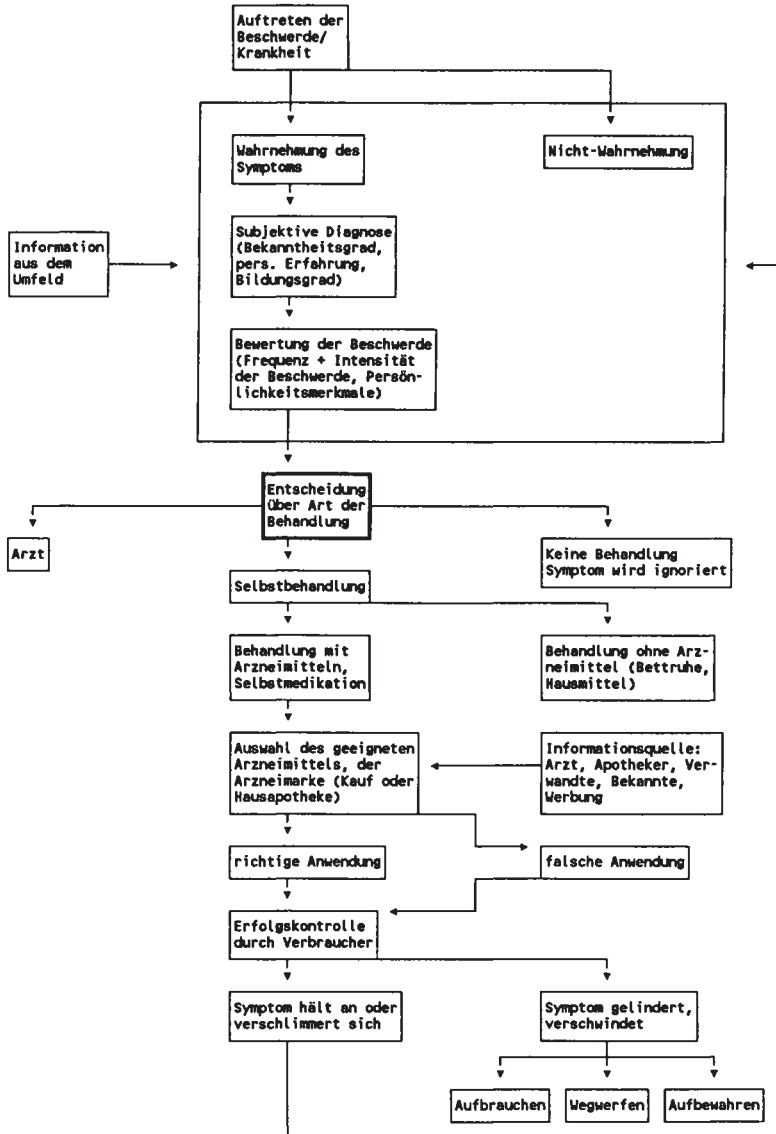 Auftreten der
Beschwerde/
Krankheit
Wahrnehmung des
Symptoms
Nicht-Wahrnehmung
Information
aus dem
Umfeld
Subjektive Diagnose
(Bekanntheitsgrad,
pers. Erfahrung,
Bildungsgrad)
Bewertung der Beschwerde
(Frequenz + Intensität
der Beschwerde, Persön-
lichkeitsmerkmale)
Entscheidung
über Art der
Behandlung
Arzt
Keine Behandlung
Symptom wird ignoriert
Selbstbehandlung
Behandlung mit
Arzneimitteln,
Selbstmedikation
Behandlung ohne Arz-
neimittel (Bettruhe,
Hausmittel)
Auswahl des geeigneten
Arzneimittels, der
Arzneimarke (Kauf oder
Hausapotheke)
Informationsquelle:
Arzt, Apotheker, Ver-
wandte, Bekannte,
Werbung
richtige Anwendung
falsche Anwendung
Erfolgskontrolle
durch Verbraucher
Symptom hält an oder
verschlimmert sich
Symptom gelindert,
verschwindet
Aufbrauchen
Wegwerfen
Aufbewahren